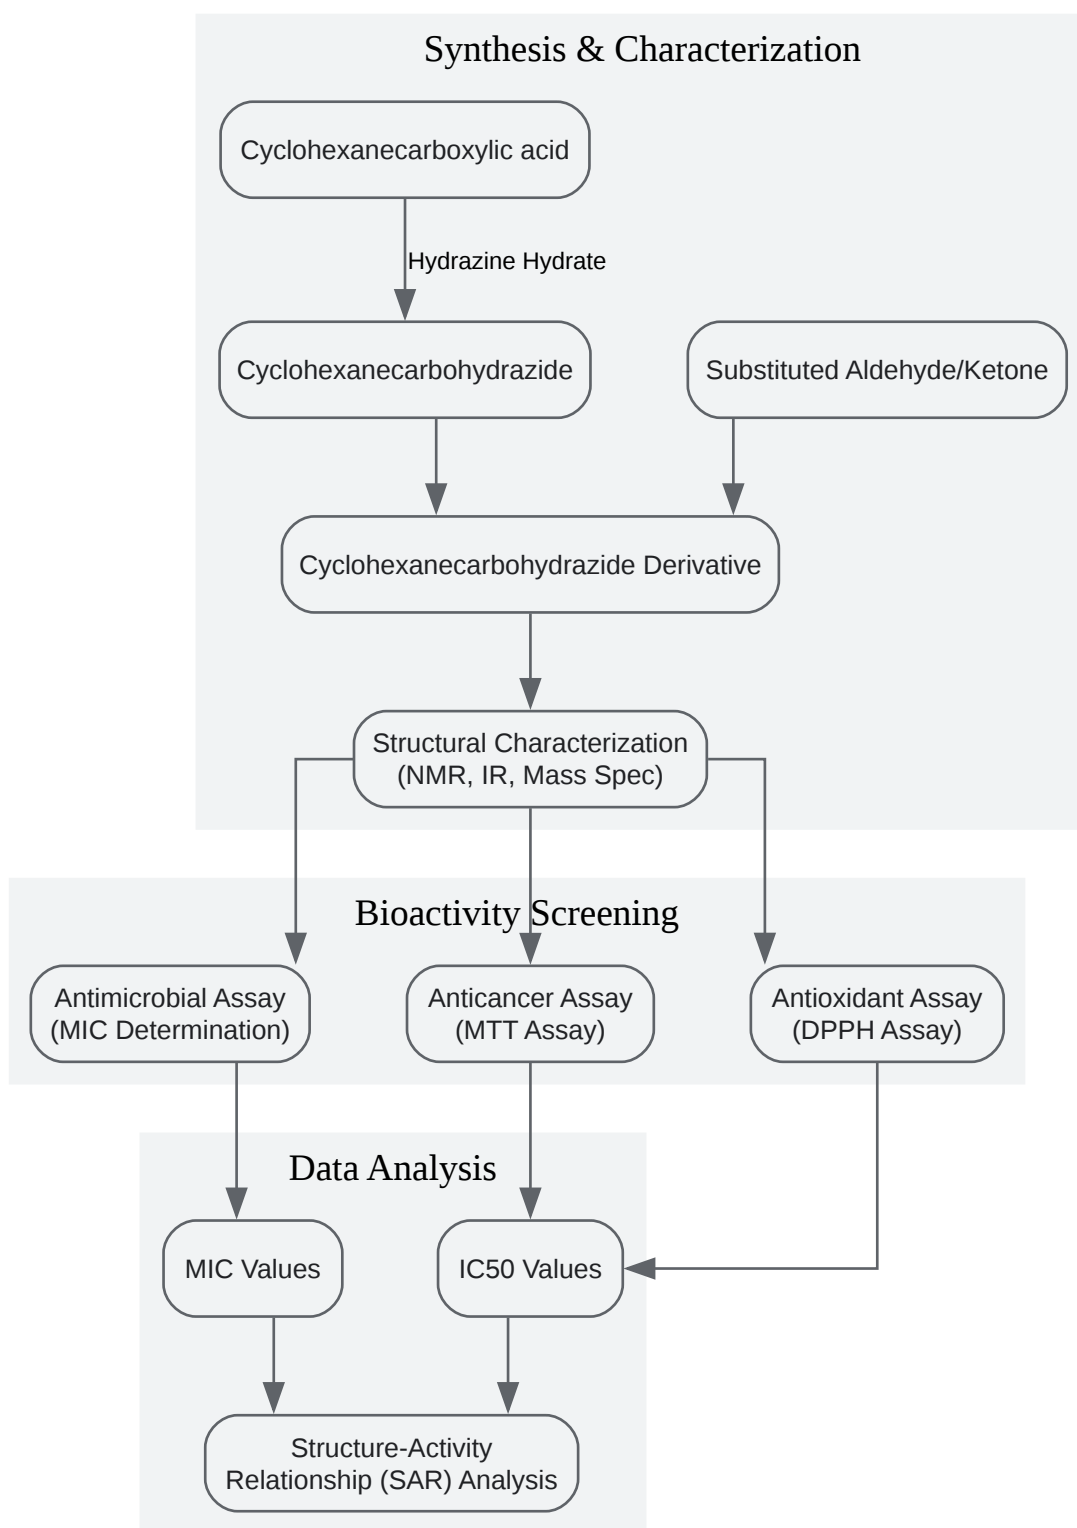 Synthesis & Characterization
Cyclohexanecarboxylic acid
Hydrazine Hydrate
Cyclohexanecarbohydrazide
Substituted Aldehyde/Ketone
Cyclohexanecarbohydrazide Derivative
Structural Characterization
(NMR, IR, Mass Spec)
Bioactivity Screening
Antimicrobial Assay
(MIC Determination)
Anticancer Assay
(MTT Assay)
Antioxidant Assay
(DPPH Assay)
Data Analysis
MIC Values
IC50 Values
Structure-Activity
Relationship (SAR) Analysis